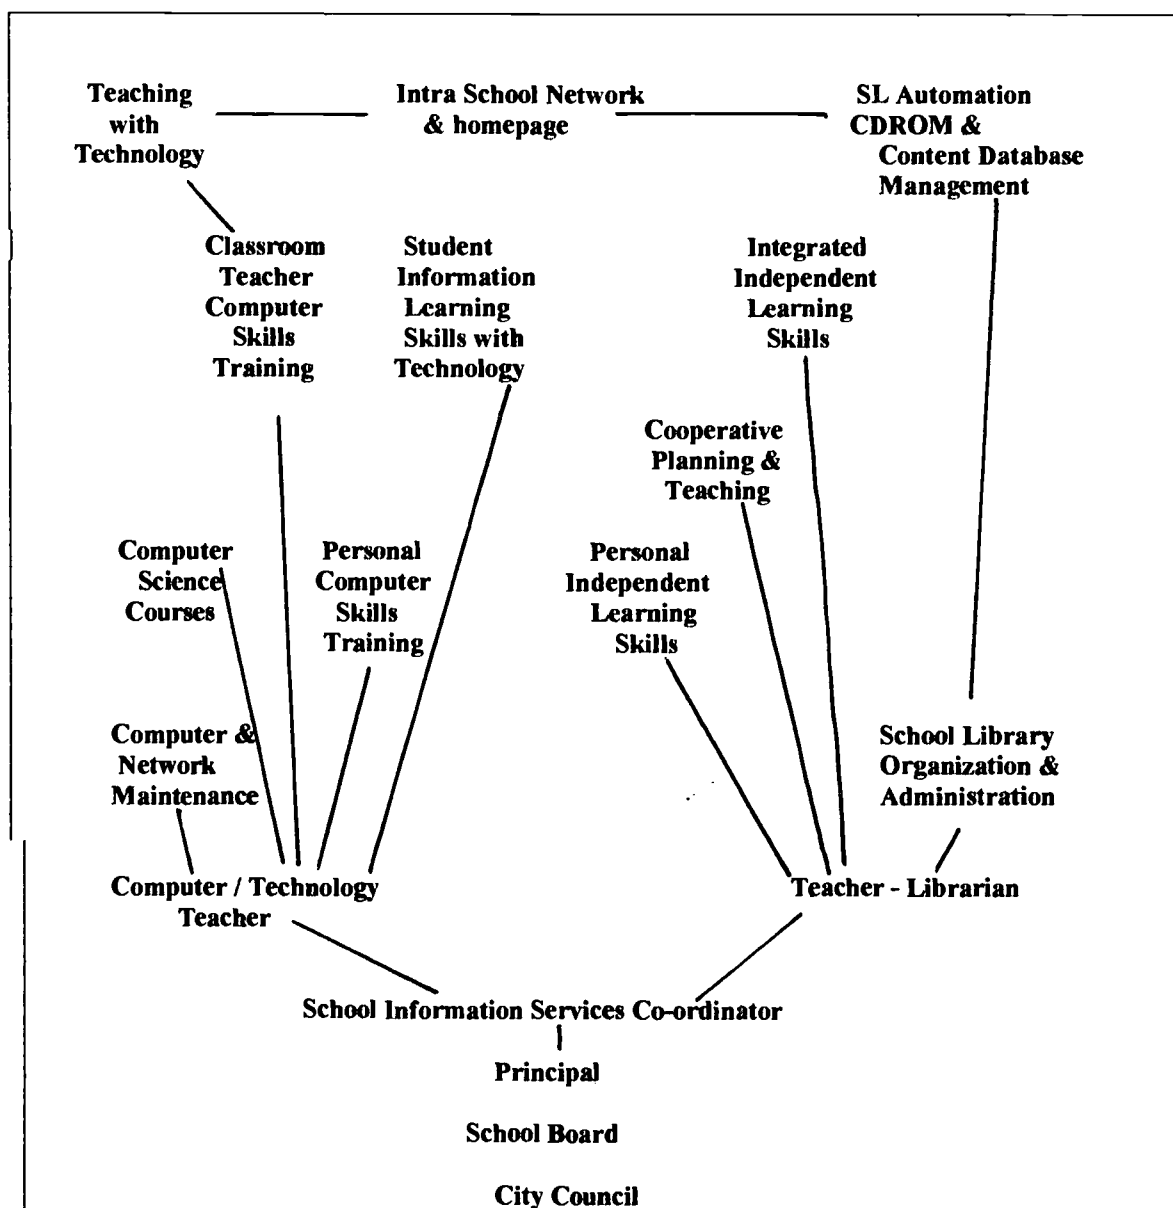 Teaching
with
Technology
Intra School Network
& homepage
SL Automation
CDROM &
Content Database
Management
Classroom
Teacher
Computer
Skills
Training
Student
Information
Learning
Skills with
Technology
Integrated
Independent
Learning
Skills
Cooperative
Planning &
Teaching
Computer
Science
Courses
Personal
Computer
Skills
Training
Personal
Independent
Learning
Skills
Computer &
Network
Maintenance
School Library
Organization &
Administration
Computer / Technology
Teacher
Teacher - Librarian
School Information Services Co-ordinator
Principal
School Board
City Council